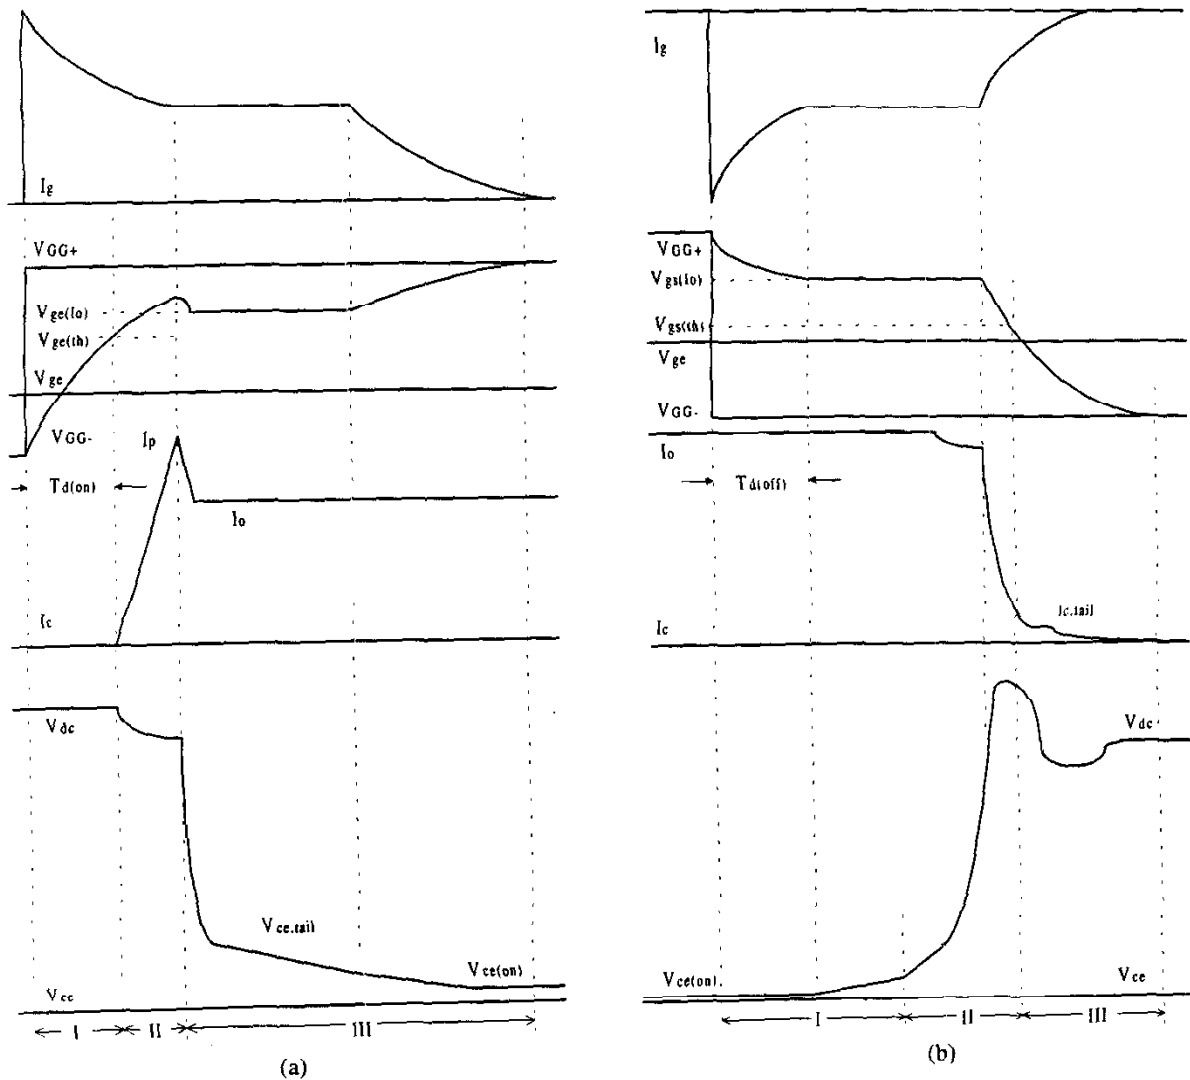 Ig
VGG+
Vge(Io)
Vge(th)
Vge
VGG-
Ip
Td(on)
Io
Ic
Vdc
Vce.tail
Vce(on)
Vce
I II III
(a)
Ig
VGG+
Vgs(Io)
Vgs(th)
Vge
VGG-
Io
Td(off)
Ic.tail
Ic
Vdc
Vce(on).
Vce
I II III
(b)